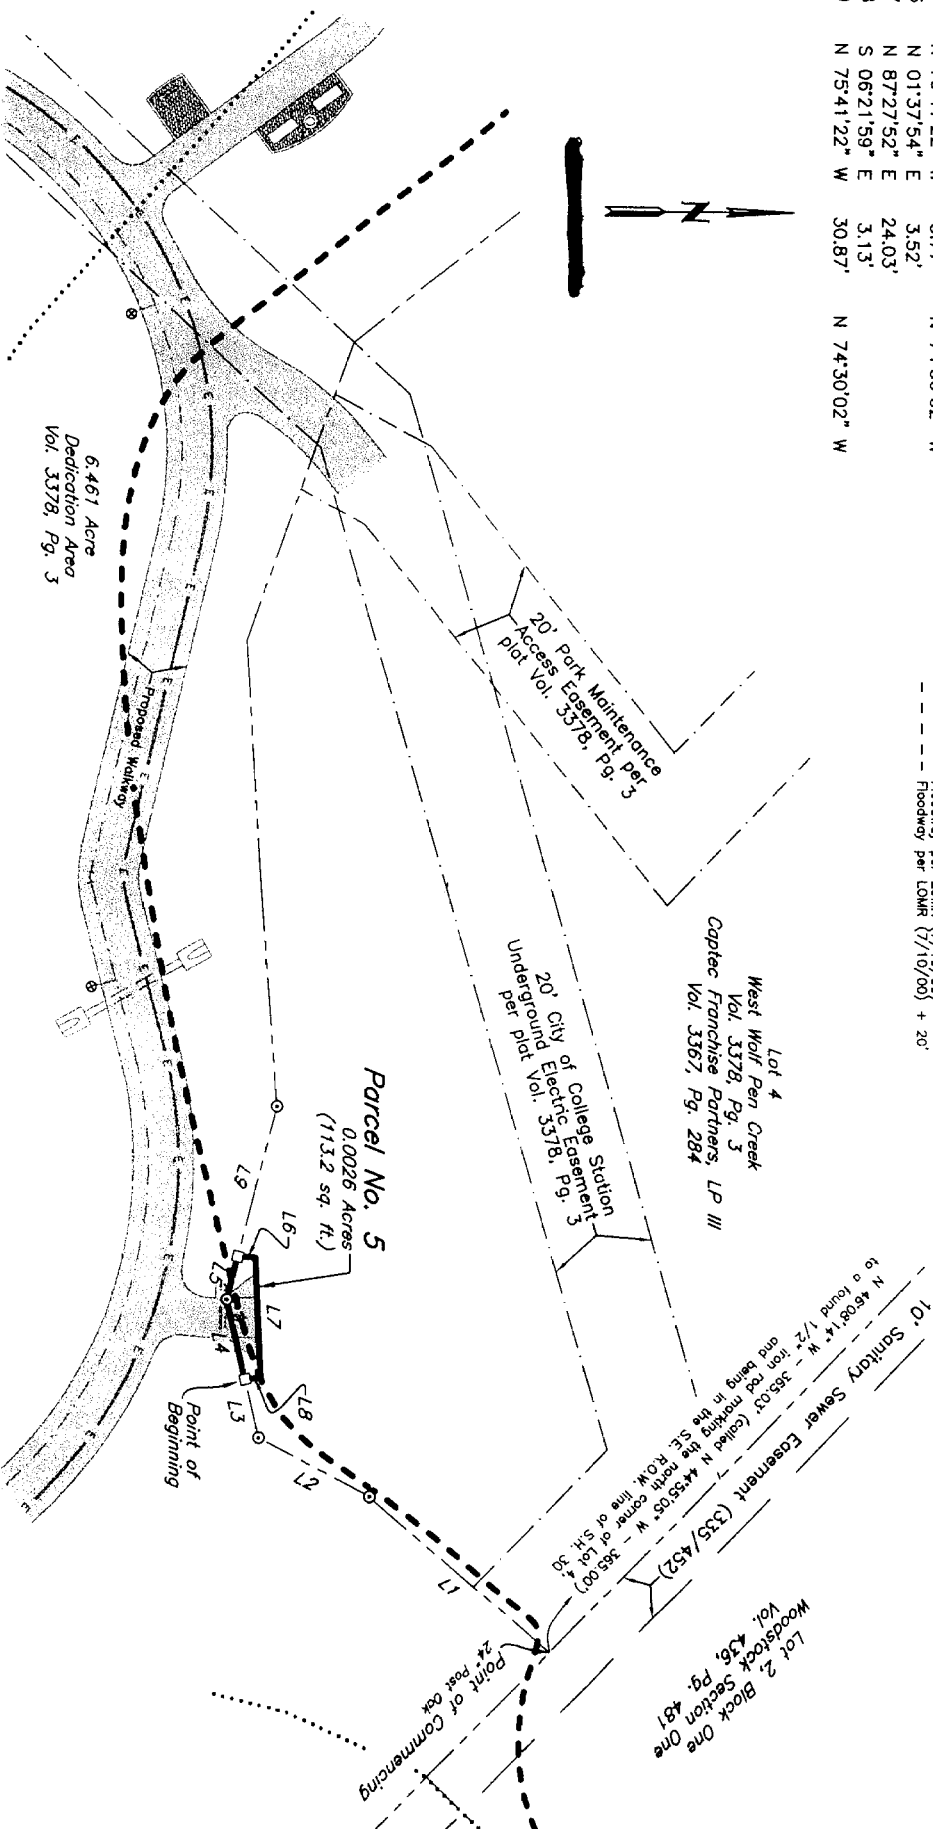 N 01°37'54" E 3.52'
N 87°27'52" E 24.03'
S 06°21'59" E 3.13'
N 75°41'22" W 30.87' N 74°30'02" W
Floodway per LOMR (7/10/00) + 20'
N
6.461 Acre
Dedication Area
Vol. 3378, Pg. 3
Proposed Walkway
20' Park Maintenance
Access Easement per
plat Vol. 3378, Pg. 3
20' City of College Station
Underground Electric Easement
per plat Vol. 3378, Pg. 3
Lot 4
West Wolf Pen Creek
Vol. 3378, Pg. 3
Captec Franchise Partners, LP III
Vol. 3367, Pg. 284
Parcel No. 5
0.0026 Acres
(113.2 sq. ft.)
L9
L6
L5
L7
L4
L8
L3
L2
L1
Point of
Beginning
10' Sanitary Sewer Easement (335/452)
N 46°08'14" W - 365.03' (called N 44°55'05" W - 365.00')
to a found 1/2" iron rod marking the north corner of Lot 4,
and being in the S.E. R.O.W. line of S.H. 30
Lot 2, Block One
Woodstock Section One
Vol. 436, Pg. 481
Point of Commencing
24" Post Oak
E
E
E
E
E
E
E
E
E
E
E
E
E